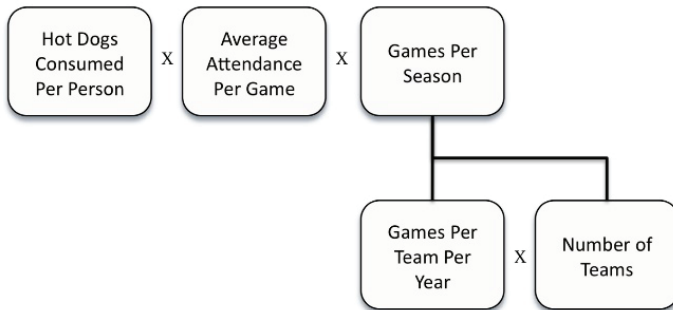 Hot Dogs
Consumed
Per Person
X
Average
Attendance
Per Game
X
Games Per
Season
Games Per
Team Per
Year
X
Number of
Teams